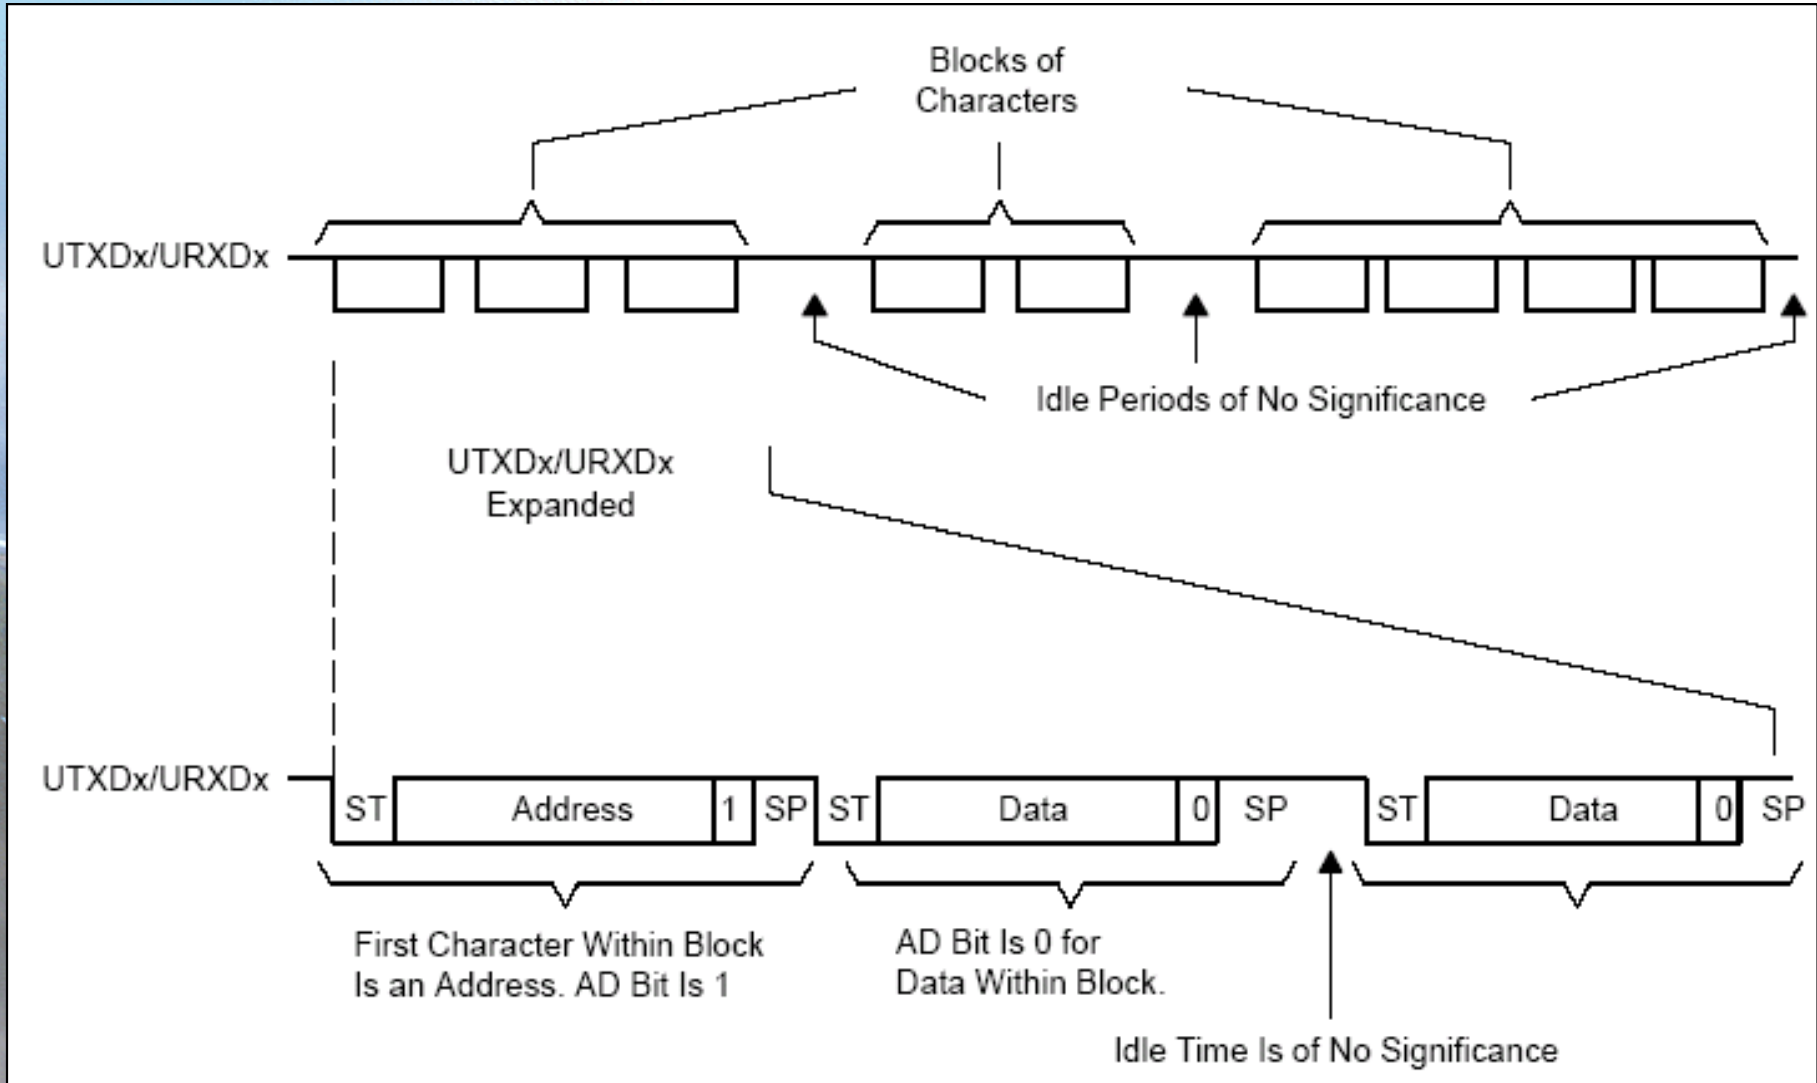 Blocks of
Characters
UTXDx/URXDx
Idle Periods of No Significance
UTXDx/URXDx
Expanded
UTXDx/URXDx
ST Address 1 SP ST Data 0 SP ST Data 0 SP
First Character Within Block
Is an Address. AD Bit Is 1
AD Bit Is 0 for
Data Within Block.
Idle Time Is of No Significance